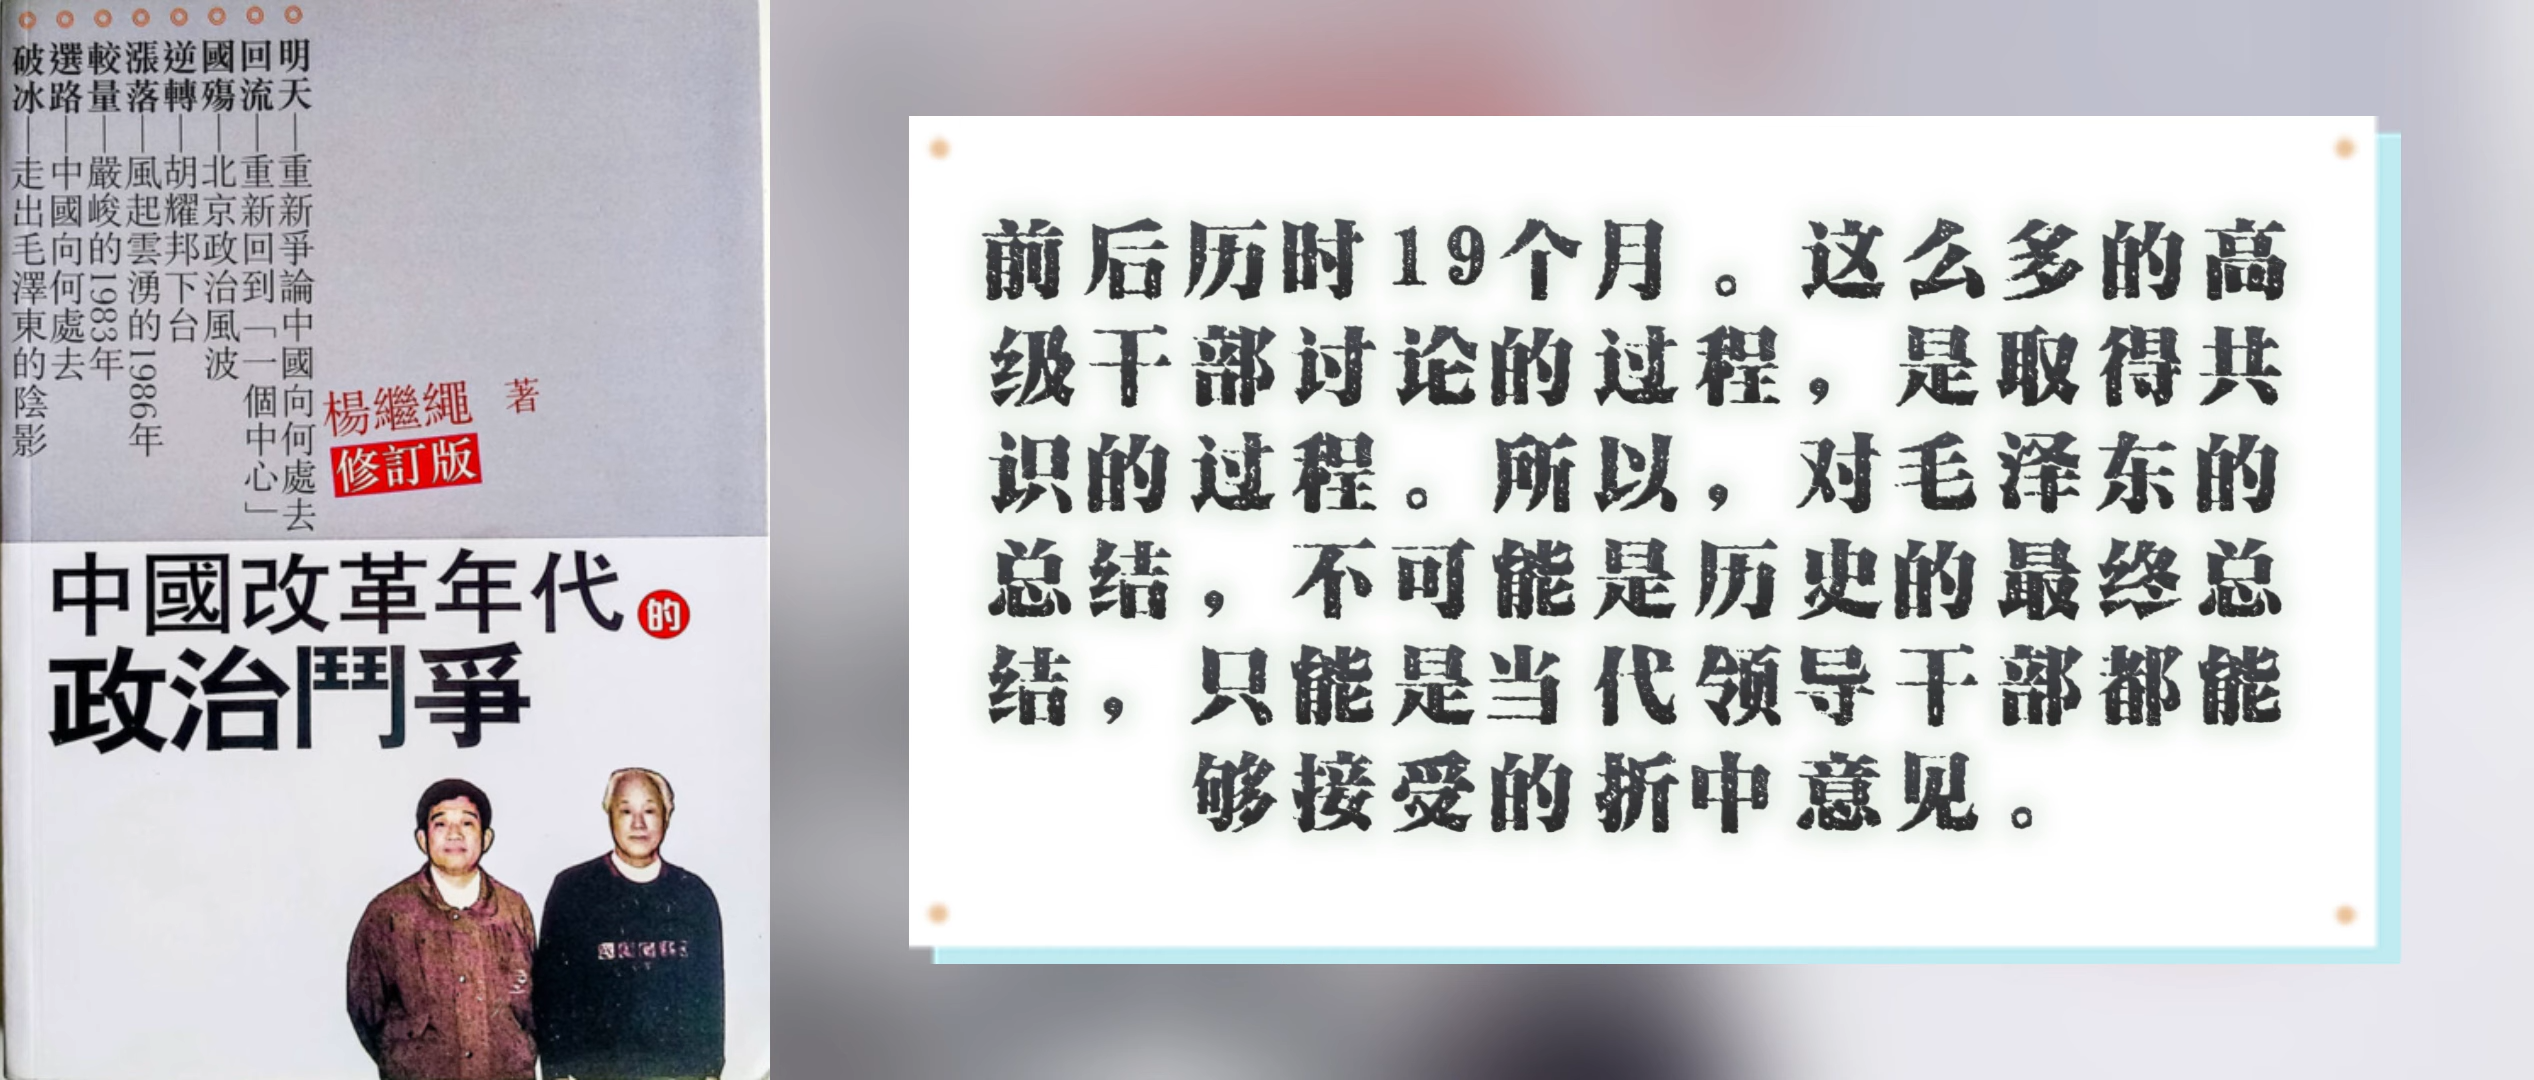 明天—重新爭論中國向何處去
回流—重新回到「一個中心」
國殤—北京政治風波
逆轉—胡耀邦下台
漲落—風起雲湧的1986年
較量—嚴峻的1983年
選路—中國向何處去
破冰—走出毛澤東的陰影
楊繼繩 著
修訂版
中國改革年代的
政治鬥爭
前后历时19个月。这么多的高
级干部讨论的过程，是取得共
识的过程。所以，对毛泽东的
总结，不可能是历史的最终总
结，只能是当代领导干部都能
够接受的折中意见。